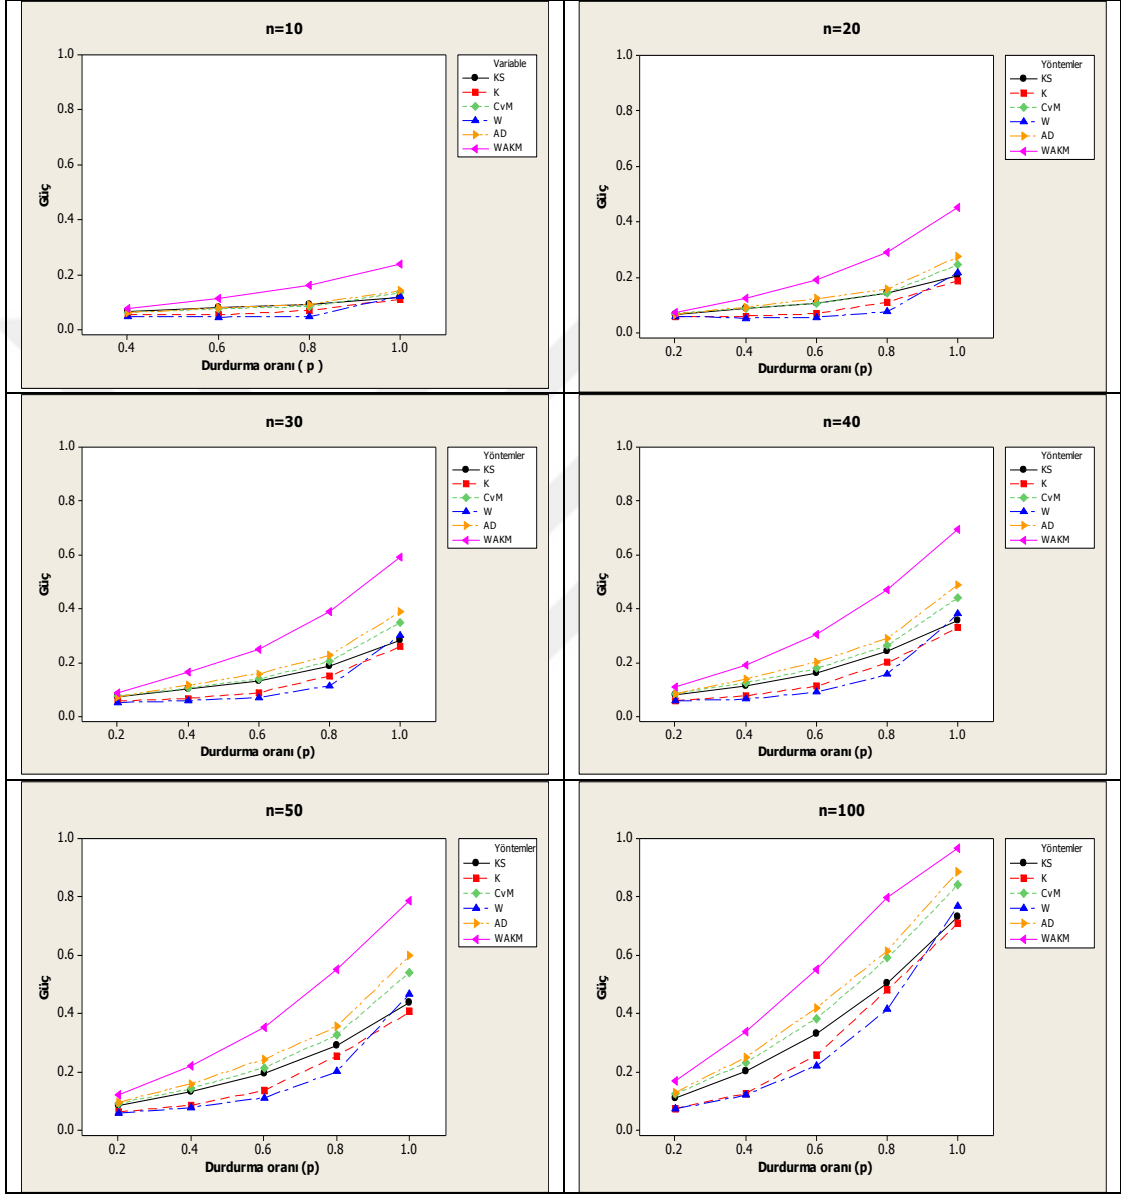 n=10
1.0
0.8
0.6
0.4
0.2
0.0
Güç
0.4 0.6 0.8 1.0
Durdurma oranı ( p )
Variable
KS
K
CvM
W
AD
WAKM
n=20
1.0
0.8
0.6
0.4
0.2
0.0
Güç
0.2 0.4 0.6 0.8 1.0
Durdurma oranı (p)
Yöntemler
KS
K
CvM
W
AD
WAKM
n=30
1.0
0.8
0.6
0.4
0.2
0.0
Güç
0.2 0.4 0.6 0.8 1.0
Durdurma oranı (p)
Yöntemler
KS
K
CvM
W
AD
WAKM
n=40
1.0
0.8
0.6
0.4
0.2
0.0
Güç
0.2 0.4 0.6 0.8 1.0
Durdurma oranı (p)
Yöntemler
KS
K
CvM
W
AD
WAKM
n=50
1.0
0.8
0.6
0.4
0.2
0.0
Güç
0.2 0.4 0.6 0.8 1.0
Durdurma oranı (p)
Yöntemler
KS
K
CvM
W
AD
WAKM
n=100
1.0
0.8
0.6
0.4
0.2
0.0
Güç
0.2 0.4 0.6 0.8 1.0
Durdurma oranı (p)
Yöntemler
KS
K
CvM
W
AD
WAKM